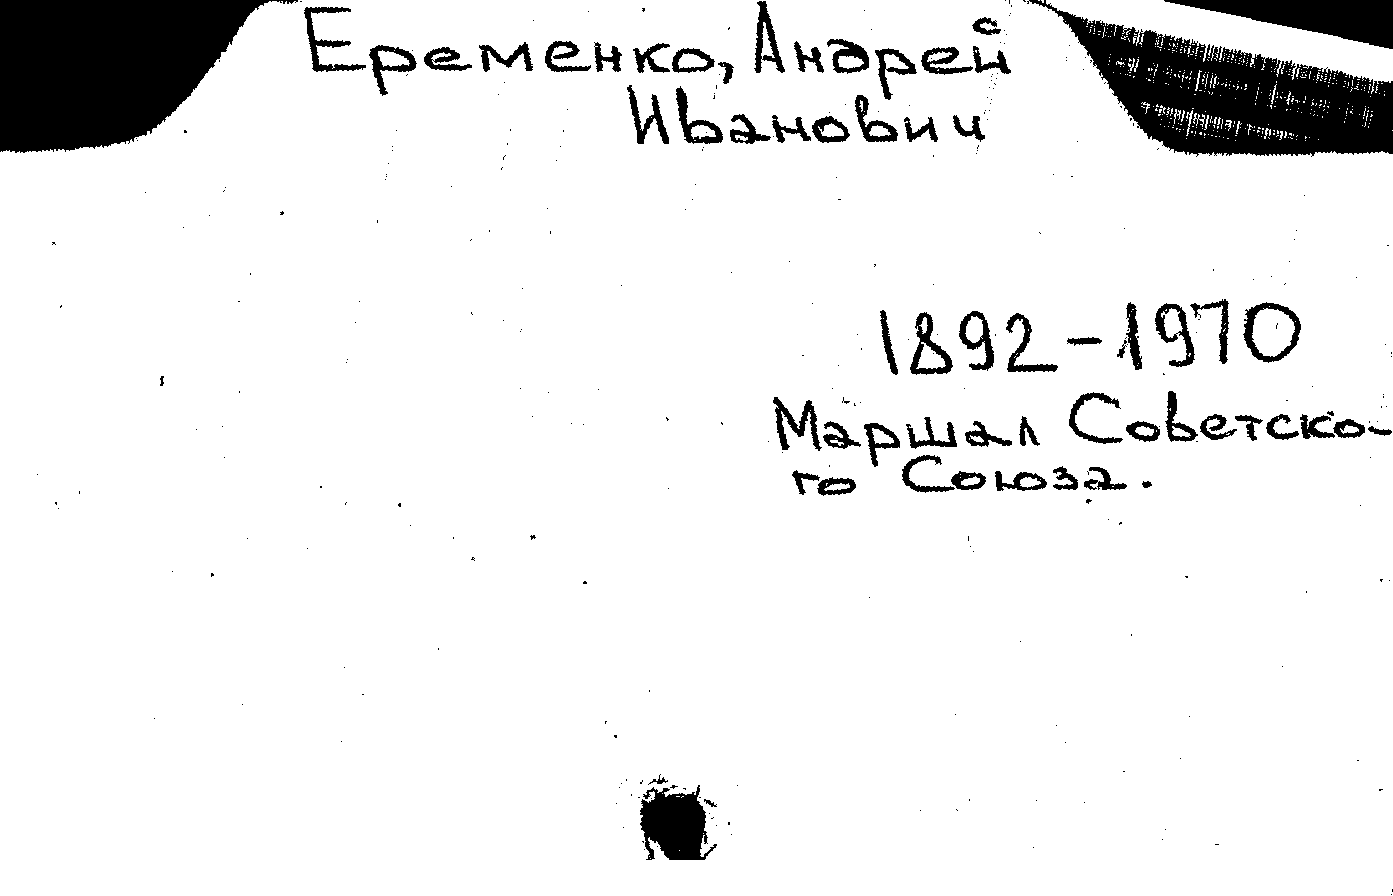 Еременко, Андрей
Иванович
1892-1970
Маршал Советско-
го Союза.